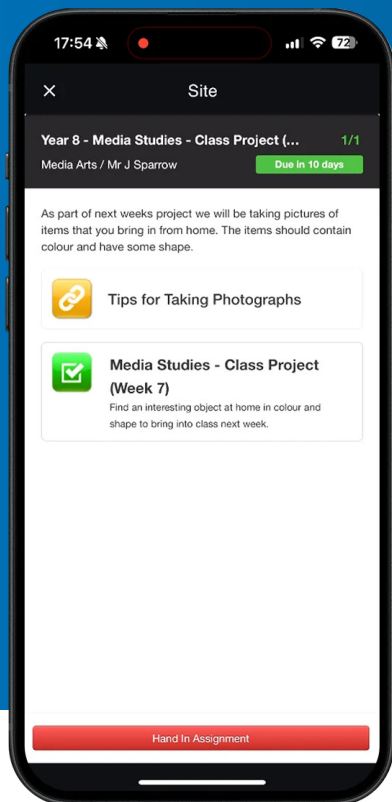 17:54
72
Site
Year 8 - Media Studies - Class Project (... 1/1
Media Arts / Mr J Sparrow
Due in 10 days
As part of next weeks project we will be taking pictures of
items that you bring in from home. The items should contain
colour and have some shape.
Tips for Taking Photographs
Media Studies - Class Project
(Week 7)
Find an interesting object at home in colour and
shape to bring into class next week.
Hand In Assignment